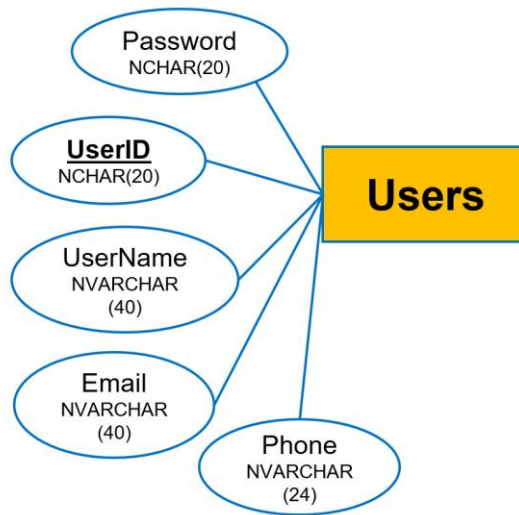 Password
NCHAR(20)
UserID
NCHAR(20)
Users
UserName
NVARCHAR
(40)
Email
NVARCHAR
(40)
Phone
NVARCHAR
(24)